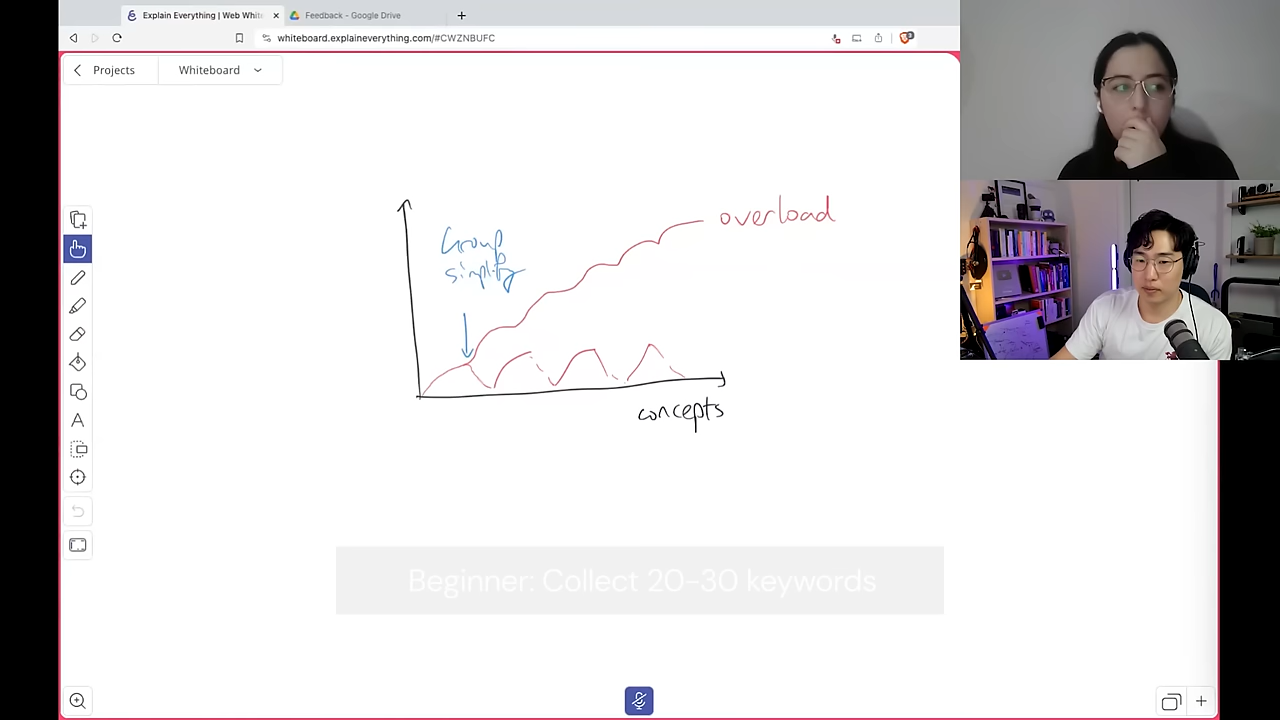 Explain Everything | Web White
Feedback - Google Drive
whiteboard.explaineverything.com/#CWZNBUFC
Projects
Whiteboard
overload
Group
simplify
concepts
Beginner: Collect 20-30 keywords